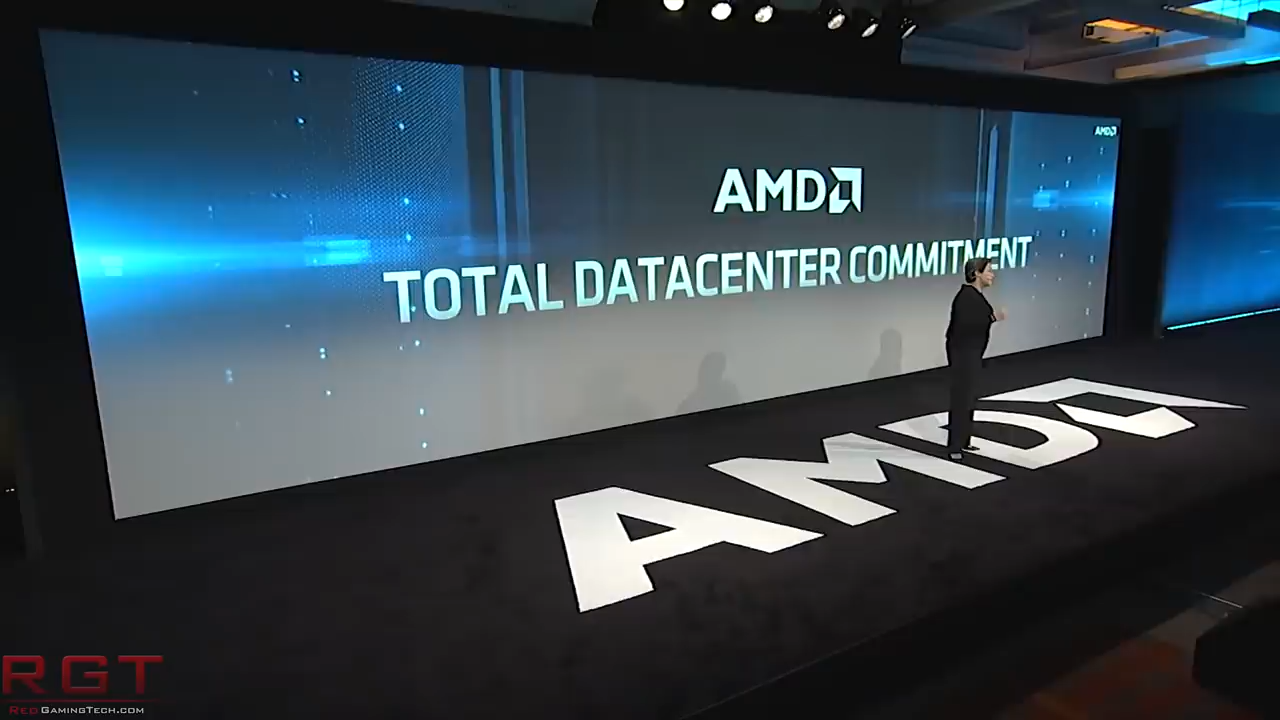 AMD
AMD
TOTAL DATACENTER COMMITMENT
AMD
RGT
REDGAMINGTECH.COM